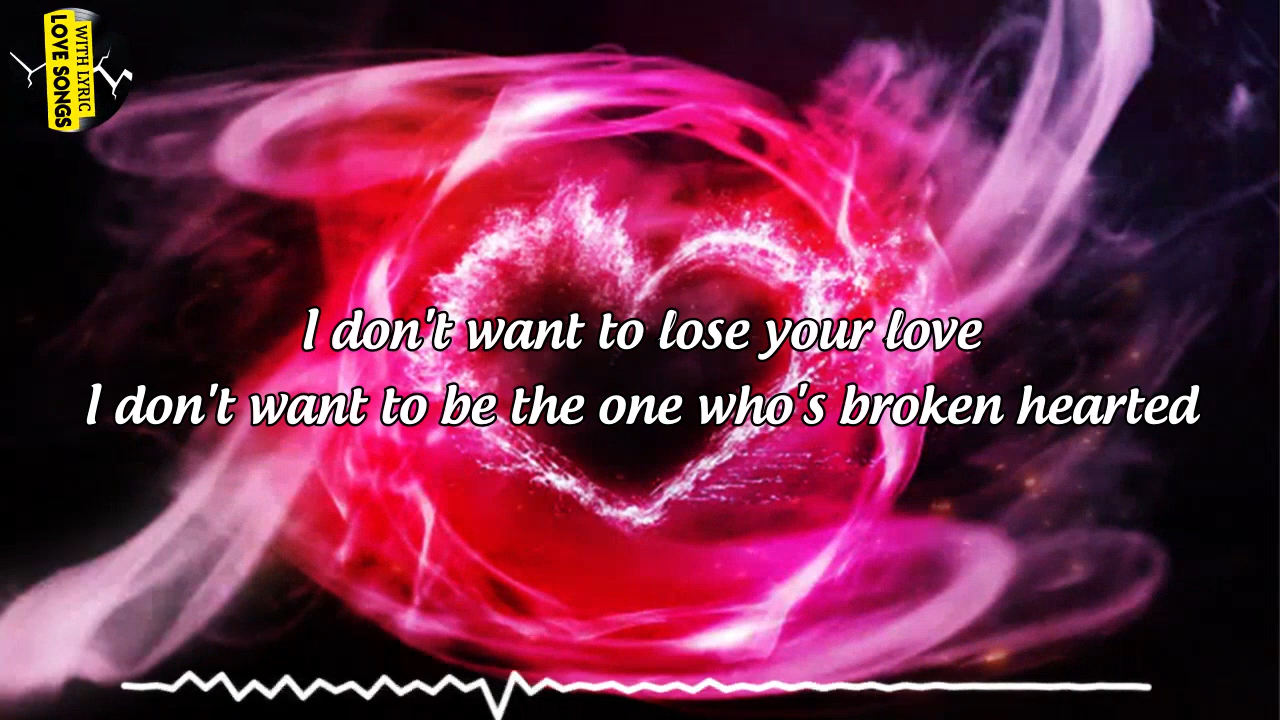 WITH LYRIC
LOVE SONGS
I don't want to lose your love
I don't want to be the one who's broken hearted